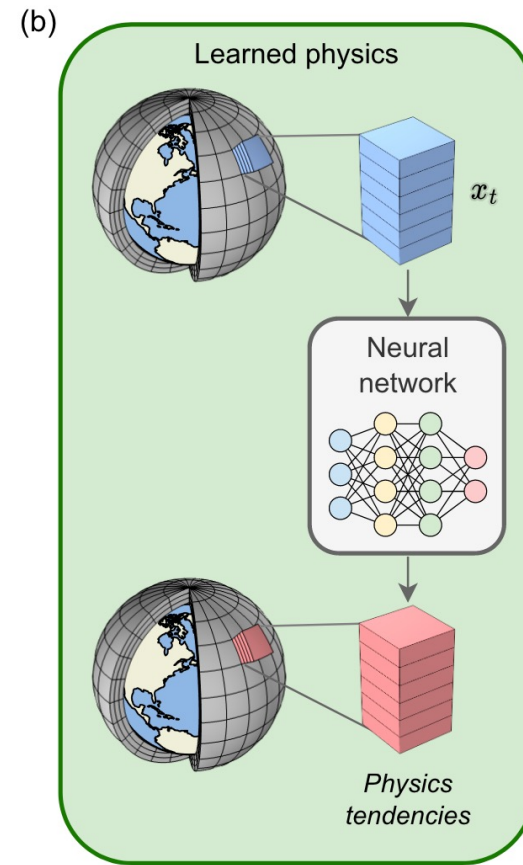 (b)
Learned physics
x_t
Neural
network
Physics
tendencies